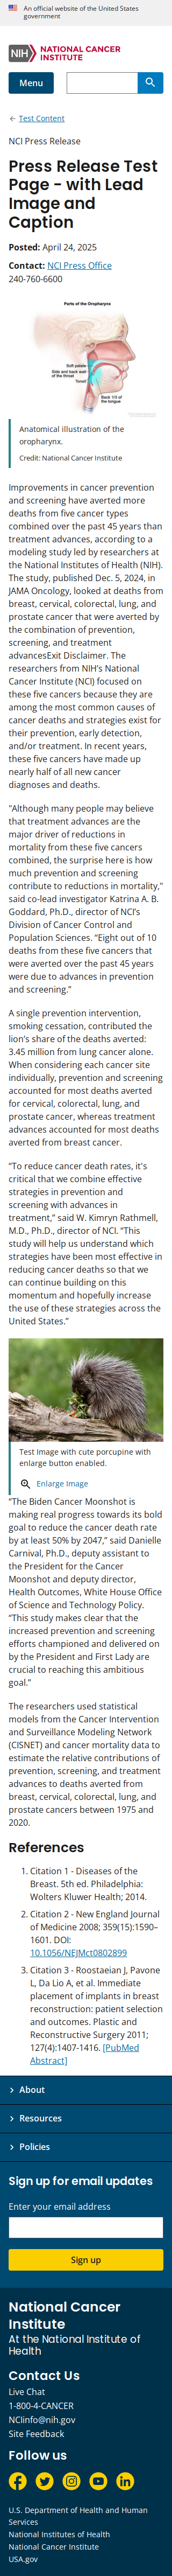 An official website of the United States
government
NIH NATIONAL CANCER
INSTITUTE
Menu
← Test Content
NCI Press Release
Press Release Test
Page - with Lead
Image and
Caption
Posted: April 24, 2025
Contact: NCI Press Office
240-760-6600
Parts of the Oropharynx
Soft palate
Side and back wall
of the throat
Tonsil
Back 1/3 of
the tongue
Anatomical illustration of the
oropharynx.
Credit: National Cancer Institute
Improvements in cancer prevention
and screening have averted more
deaths from five cancer types
combined over the past 45 years than
treatment advances, according to a
modeling study led by researchers at
the National Institutes of Health (NIH).
The study, published Dec. 5, 2024, in
JAMA Oncology, looked at deaths from
breast, cervical, colorectal, lung, and
prostate cancer that were averted by
the combination of prevention,
screening, and treatment
advancesExit Disclaimer. The
researchers from NIH’s National
Cancer Institute (NCI) focused on
these five cancers because they are
among the most common causes of
cancer deaths and strategies exist for
their prevention, early detection,
and/or treatment. In recent years,
these five cancers have made up
nearly half of all new cancer
diagnoses and deaths.
"Although many people may believe
that treatment advances are the
major driver of reductions in
mortality from these five cancers
combined, the surprise here is how
much prevention and screening
contribute to reductions in mortality,"
said co-lead investigator Katrina A. B.
Goddard, Ph.D., director of NCI’s
Division of Cancer Control and
Population Sciences. “Eight out of 10
deaths from these five cancers that
were averted over the past 45 years
were due to advances in prevention
and screening.”
A single prevention intervention,
smoking cessation, contributed the
lion’s share of the deaths averted:
3.45 million from lung cancer alone.
When considering each cancer site
individually, prevention and screening
accounted for most deaths averted
for cervical, colorectal, lung, and
prostate cancer, whereas treatment
advances accounted for most deaths
averted from breast cancer.
“To reduce cancer death rates, it's
critical that we combine effective
strategies in prevention and
screening with advances in
treatment,” said W. Kimryn Rathmell,
M.D., Ph.D., director of NCI. “This
study will help us understand which
strategies have been most effective in
reducing cancer deaths so that we
can continue building on this
momentum and hopefully increase
the use of these strategies across the
United States.”
Test Image with cute porcupine with
enlarge button enabled.
Enlarge Image
“The Biden Cancer Moonshot is
making real progress towards its bold
goal to reduce the cancer death rate
by at least 50% by 2047,” said Danielle
Carnival, Ph.D., deputy assistant to
the President for the Cancer
Moonshot and deputy director,
Health Outcomes, White House Office
of Science and Technology Policy.
“This study makes clear that the
increased prevention and screening
efforts championed and delivered on
by the President and First Lady are
crucial to reaching this ambitious
goal.”
The researchers used statistical
models from the Cancer Intervention
and Surveillance Modeling Network
(CISNET) and cancer mortality data to
estimate the relative contributions of
prevention, screening, and treatment
advances to deaths averted from
breast, cervical, colorectal, lung, and
prostate cancers between 1975 and
2020.
References
1. Citation 1 - Diseases of the
Breast. 5th ed. Philadelphia:
Wolters Kluwer Health; 2014.
2. Citation 2 - New England Journal
of Medicine 2008; 359(15):1590–
1601. DOI:
10.1056/NEJMct0802899
3. Citation 3 - Roostaeian J, Pavone
L, Da Lio A, et al. Immediate
placement of implants in breast
reconstruction: patient selection
and outcomes. Plastic and
Reconstructive Surgery 2011;
127(4):1407-1416. [PubMed
Abstract]
About
Resources
Policies
Sign up for email updates
Enter your email address
Sign up
National Cancer
Institute
At the National Institute of
Health
Contact Us
Live Chat
1-800-4-CANCER
NCIinfo@nih.gov
Site Feedback
Follow us
U.S. Department of Health and Human
Services
National Institutes of Health
National Cancer Institute
USA.gov